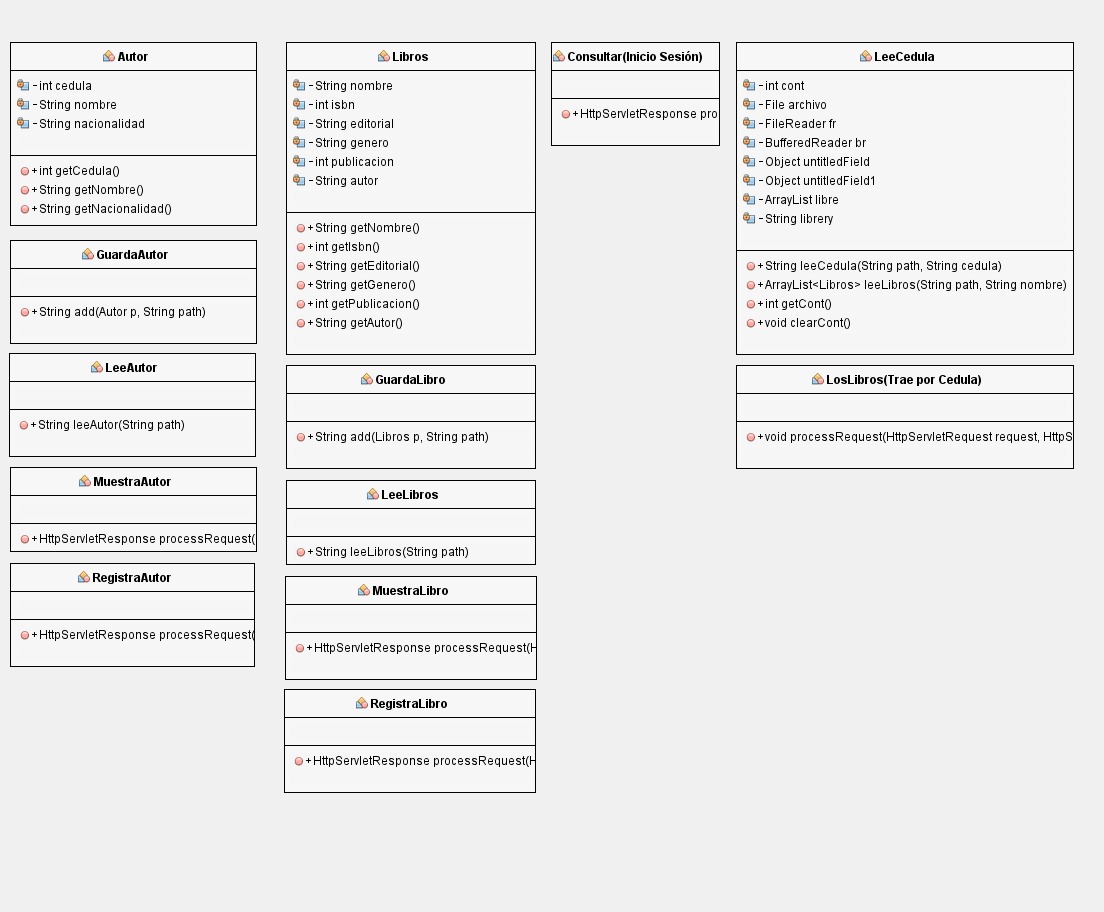 Autor
- int cedula
- String nombre
- String nacionalidad
+ int getCedula()
+ String getNombre()
+ String getNacionalidad()
GuardaAutor
+ String add(Autor p, String path)
LeeAutor
+ String leeAutor(String path)
MuestraAutor
+ HttpServletResponse processRequest(
RegistraAutor
+ HttpServletResponse processRequest(
Libros
- String nombre
- int isbn
- String editorial
- String genero
- int publicacion
- String autor
+ String getNombre()
+ int getIsbn()
+ String getEditorial()
+ String getGenero()
+ int getPublicacion()
+ String getAutor()
GuardaLibro
+ String add(Libros p, String path)
LeeLibros
+ String leeLibros(String path)
MuestraLibro
+ HttpServletResponse processRequest(H
RegistraLibro
+ HttpServletResponse processRequest(H
Consultar(Inicio Sesión)
+ HttpServletResponse pro
LeeCedula
- int cont
- File archivo
- FileReader fr
- BufferedReader br
- Object untitledField
- Object untitledField1
- ArrayList libre
- String librery
+ String leeCedula(String path, String cedula)
+ ArrayList<Libros> leeLibros(String path, String nombre)
+ int getCont()
+ void clearCont()
LosLibros(Trae por Cedula)
+ void processRequest(HttpServletRequest request, HttpS